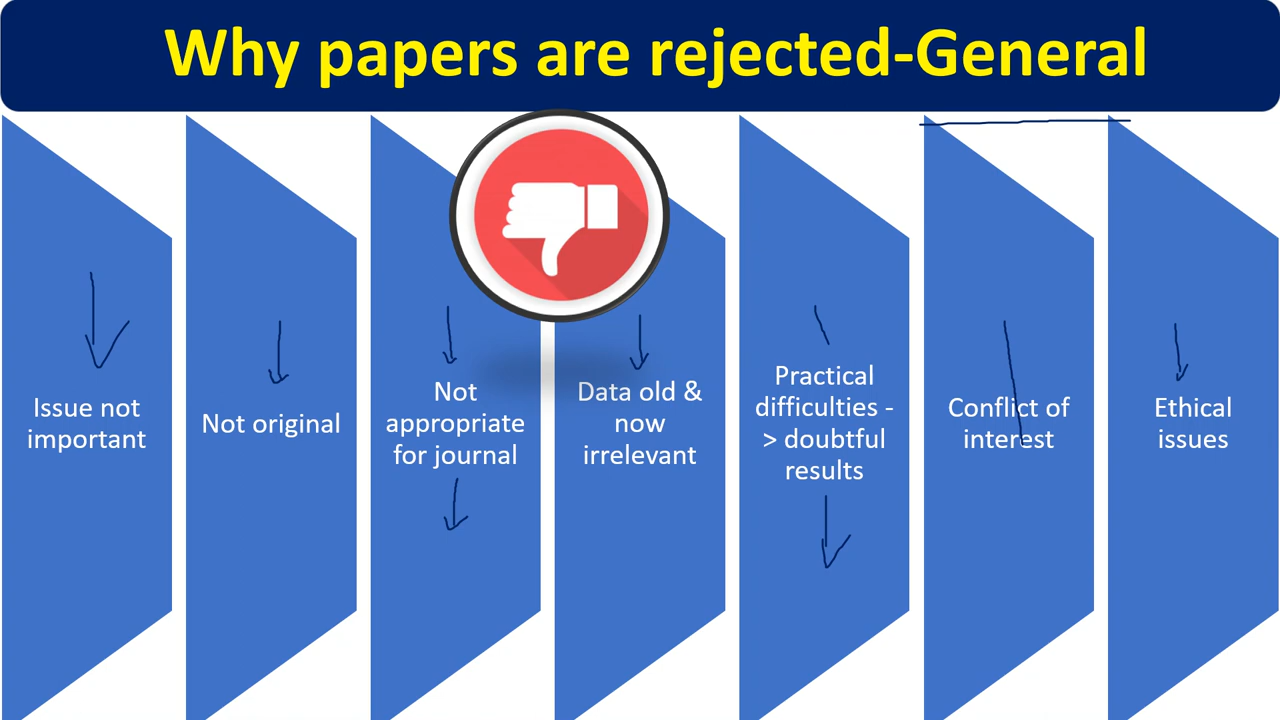 Why papers are rejected-General
Issue not
important
Not original
Not
appropriate
for journal
Data old &
now
irrelevant
Practical
difficulties -
> doubtful
results
Conflict of
interest
Ethical
issues